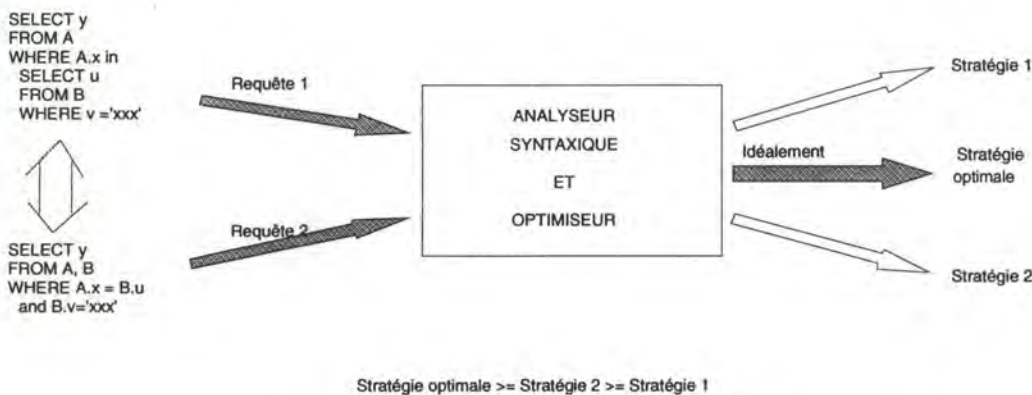 SELECT y
FROM A
WHERE A.x in
SELECT u
FROM B
WHERE v ='xxx'
SELECT y
FROM A, B
WHERE A.x = B.u
and B.v='xxx'
Requête 1
Requête 2
ANALYSEUR
SYNTAXIQUE
ET
OPTIMISEUR
Idéalement
Stratégie 1
Stratégie
optimale
Stratégie 2
Stratégie optimale >= Stratégie 2 >= Stratégie 1